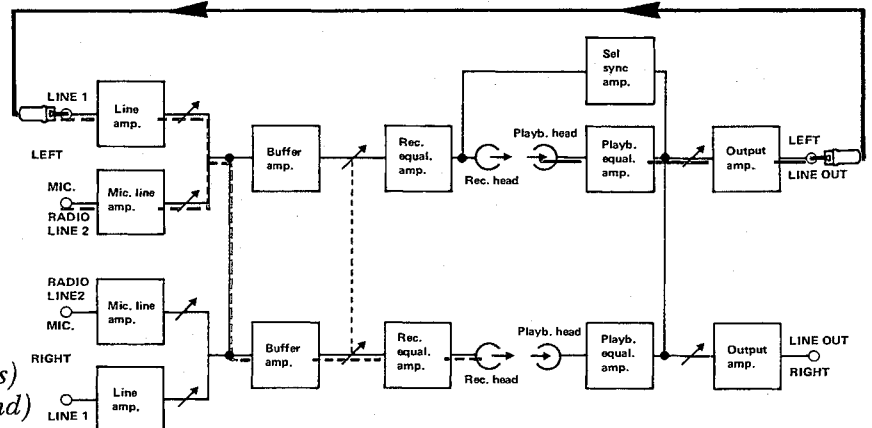 Sel
sync
amp.
LINE 1
Line
amp.
LEFT
MIC.
RADIO
LINE 2
Mic. line
amp.
Buffer
amp.
Rec.
equal.
amp.
Rec. head
Playb. head
Playb.
equal.
amp.
Output
amp.
LEFT
LINE OUT
RADIO
LINE2
MIC.
Mic. line
amp.
RIGHT
s)
nd)
LINE 1
Line
amp.
Buffer
amp.
Rec.
equal.
amp.
Rec. head
Playb. head
Playb.
equal.
amp.
Output
amp.
LINE OUT
RIGHT